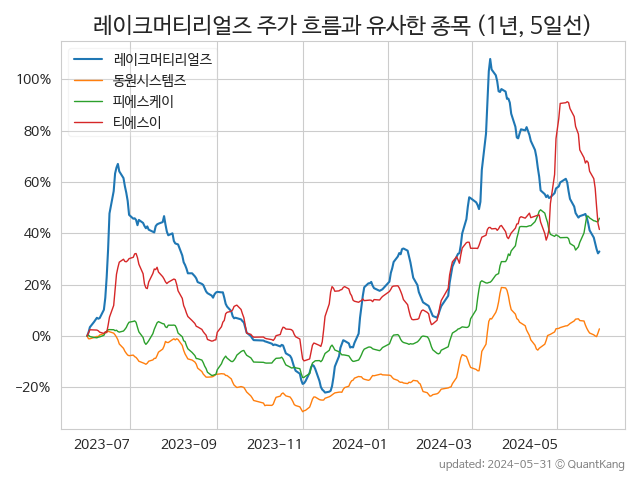 레이크머티리얼즈 주가 흐름과 유사한 종목 (1년, 5일선)
레이크머티리얼즈
동원시스템즈
피에스케이
티에스이
100%
80%
60%
40%
20%
0%
−20%
2023-07 2023-09 2023-11 2024-01 2024-03 2024-05
updated: 2024-05-31 © QuantKang